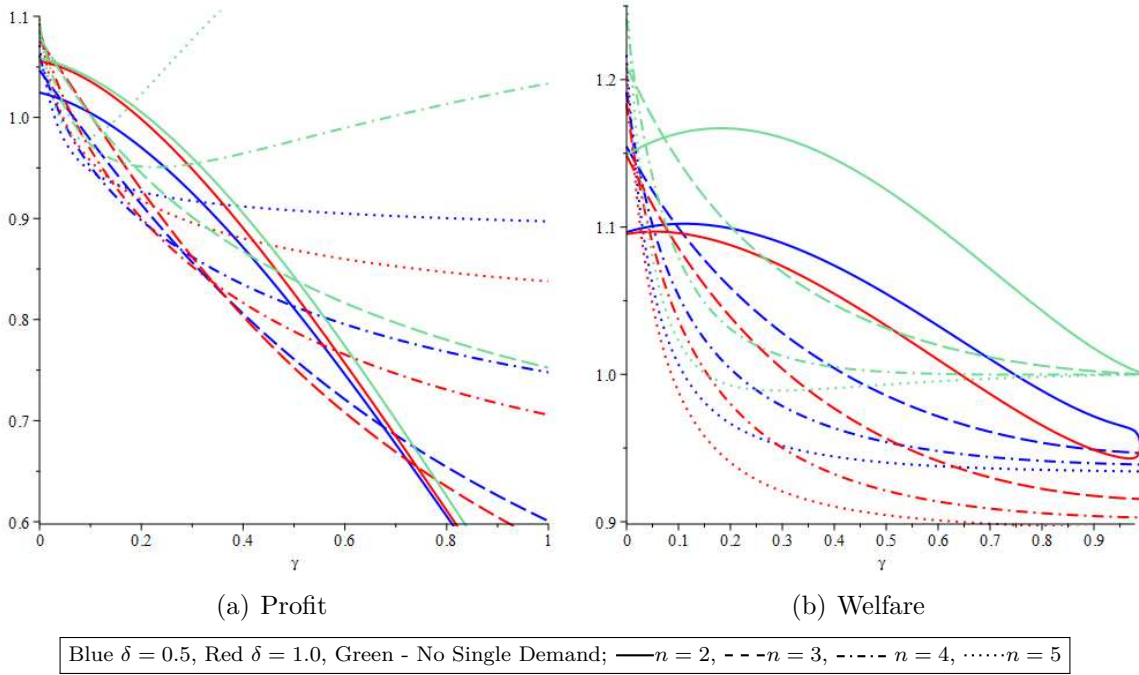 1.1
1.0
0.9
0.8
0.7
0.6
0 0.2 0.4 0.6 0.8 1
γ
(a) Profit
1.2
1.1
1.0
0.9
0 0.1 0.2 0.3 0.4 0.5 0.6 0.7 0.8 0.9
γ
(b) Welfare
Blue δ = 0.5, Red δ = 1.0, Green - No Single Demand; n = 2, n = 3, n = 4, n = 5